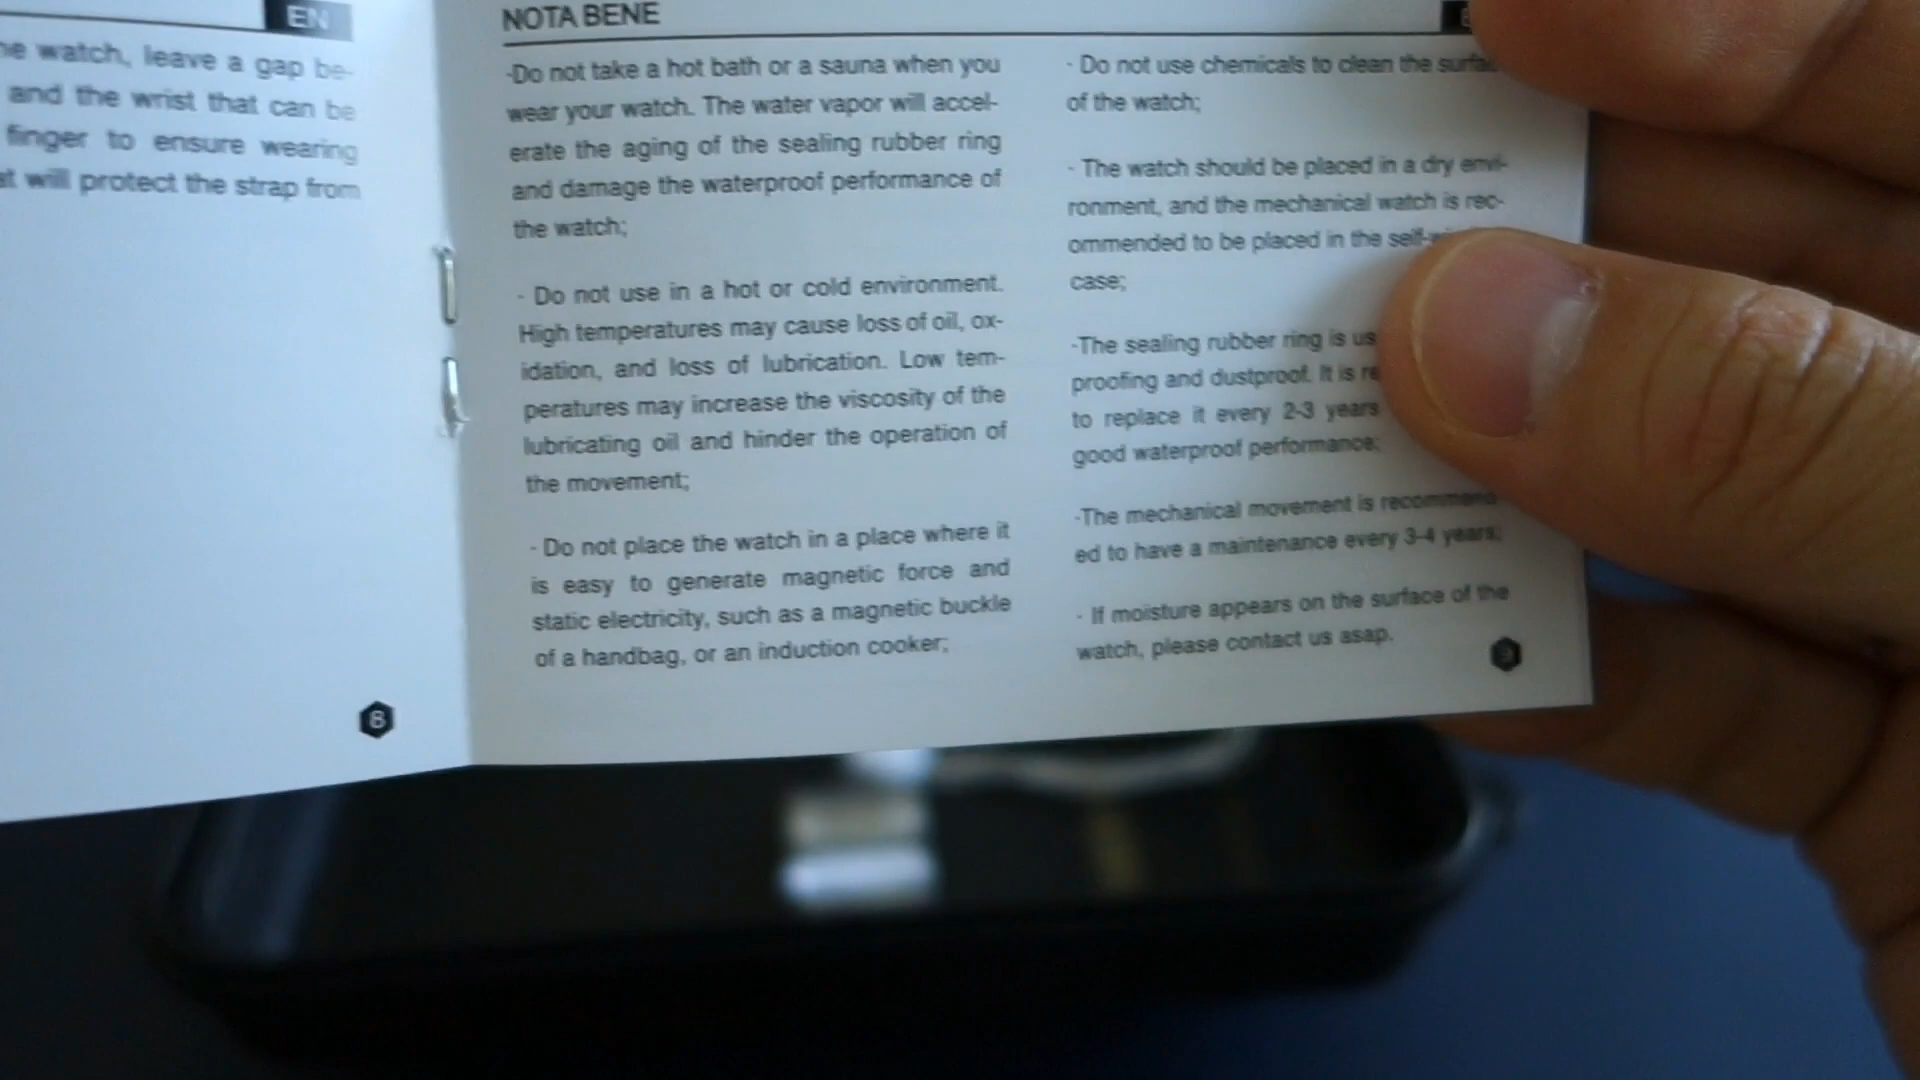 EN
he watch, leave a gap be-
and the wrist that can be
finger to ensure wearing
at will protect the strap from
8
NOTA BENE
-Do not take a hot bath or a sauna when you
wear your watch. The water vapor will accel-
erate the aging of the sealing rubber ring
and damage the waterproof performance of
the watch;
- Do not use in a hot or cold environment.
High temperatures may cause loss of oil, ox-
idation, and loss of lubrication. Low tem-
peratures may increase the viscosity of the
lubricating oil and hinder the operation of
the movement;
- Do not place the watch in a place where it
is easy to generate magnetic force and
static electricity, such as a magnetic buckle
of a handbag, or an induction cooker;
- Do not use chemicals to clean the
of the watch;
- The watch should be placed in a dry envi-
ronment, and the mechanical watch is rec-
ommended to be placed in the
case;
-The sealing rubber ring is
proofing and dustproof. It is
to replace it every 2-3 years
good waterproof performance;
-The mechanical movement is recommend-
ed to have a maintenance every 3-4 years;
- If moisture appears on the surface of the
watch, please contact us asap.